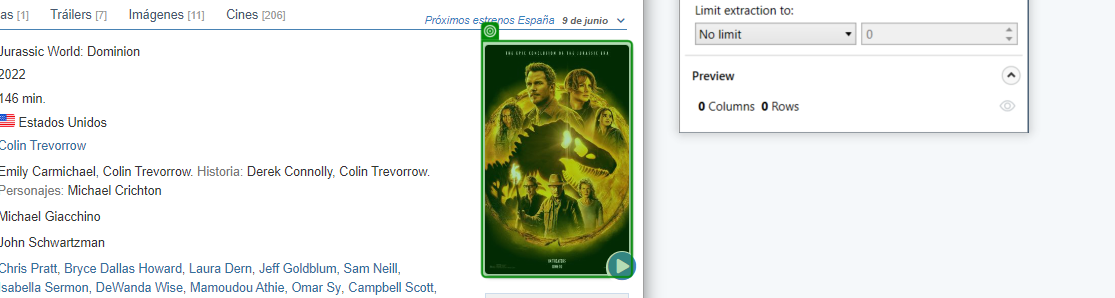 as [1] Tráilers [7] Imágenes [11] Cines [206]
Próximos estrenos España 9 de junio
Jurassic World: Dominion
2022
146 min.
Estados Unidos
Colin Trevorrow
Emily Carmichael, Colin Trevorrow. Historia: Derek Connolly, Colin Trevorrow.
Personajes: Michael Crichton
Michael Giacchino
John Schwartzman
Chris Pratt, Bryce Dallas Howard, Laura Dern, Jeff Goldblum, Sam Neill,
Isabella Sermon, DeWanda Wise, Mamoudou Athie, Omar Sy, Campbell Scott,
THE EPIC CONCLUSION OF THE JURASSIC ERA
Limit extraction to:
No limit 0
Preview
0 Columns 0 Rows